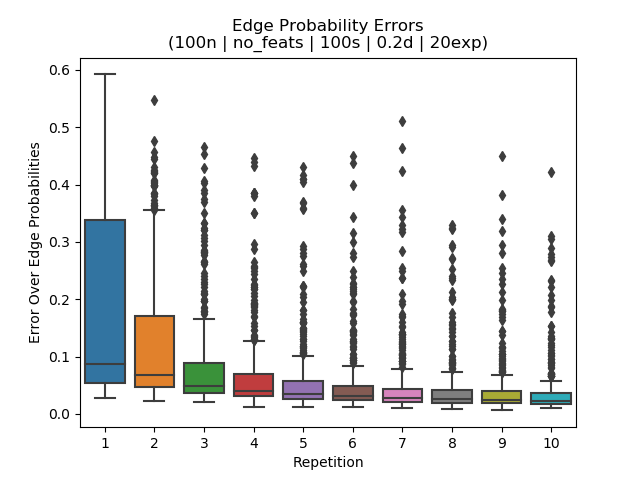 Edge Probability Errors
(100n | no_feats | 100s | 0.2d | 20exp)
Error Over Edge Probabilities
0.6
0.5
0.4
0.3
0.2
0.1
0.0
1 2 3 4 5 6 7 8 9 10
Repetition